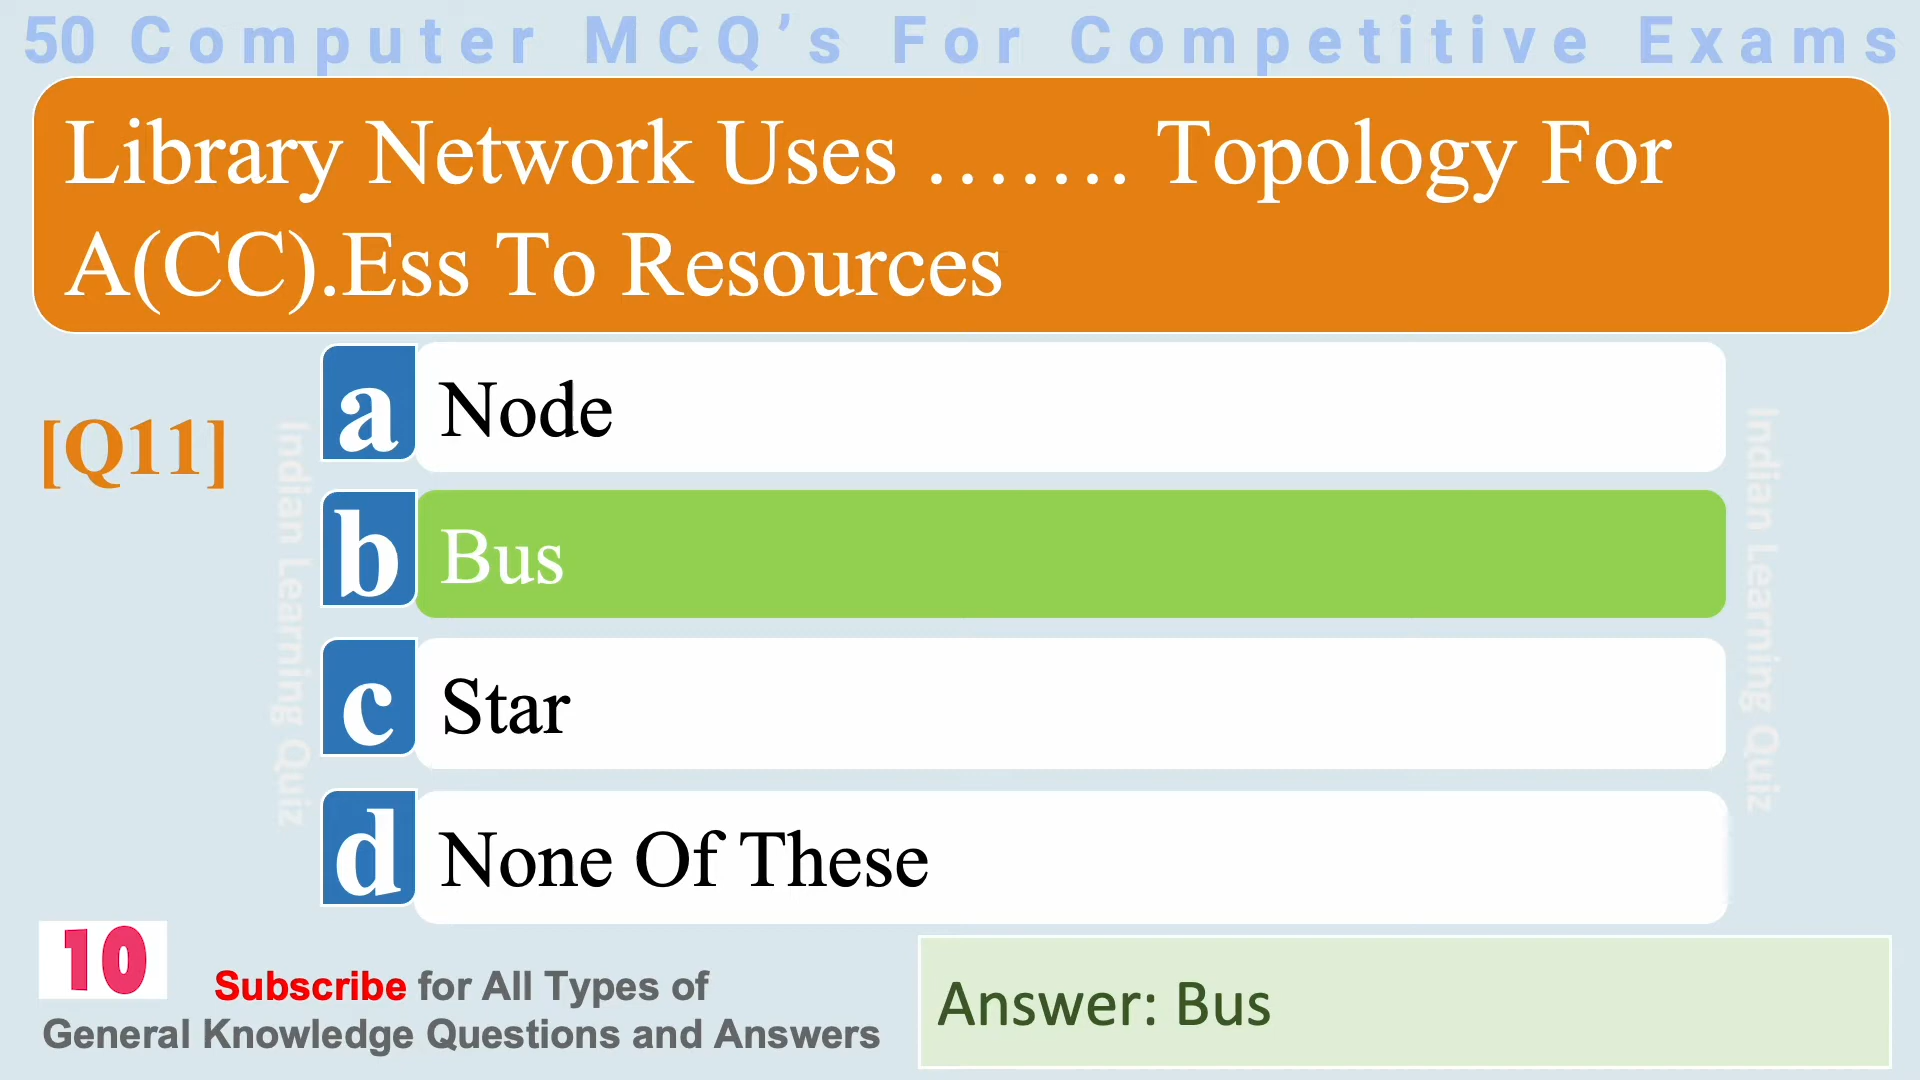 50 Computer MCQ’s For Competitive Exams
Library Network Uses ……. Topology For
A(CC).Ess To Resources
[Q11]
a Node
b Bus
c Star
d None Of These
Indian Learning Quiz
Indian Learning Quiz
10
Subscribe for All Types of
General Knowledge Questions and Answers
Answer: Bus